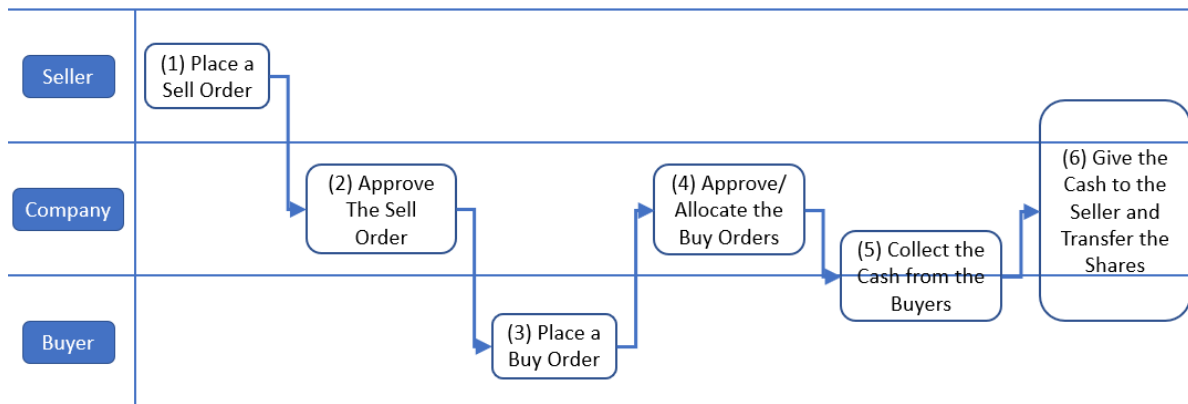 Seller
(1) Place a
Sell Order
Company
(2) Approve
The Sell
Order
(4) Approve/
Allocate the
Buy Orders
(5) Collect the
Cash from the
Buyers
(6) Give the
Cash to the
Seller and
Transfer the
Shares
Buyer
(3) Place a
Buy Order